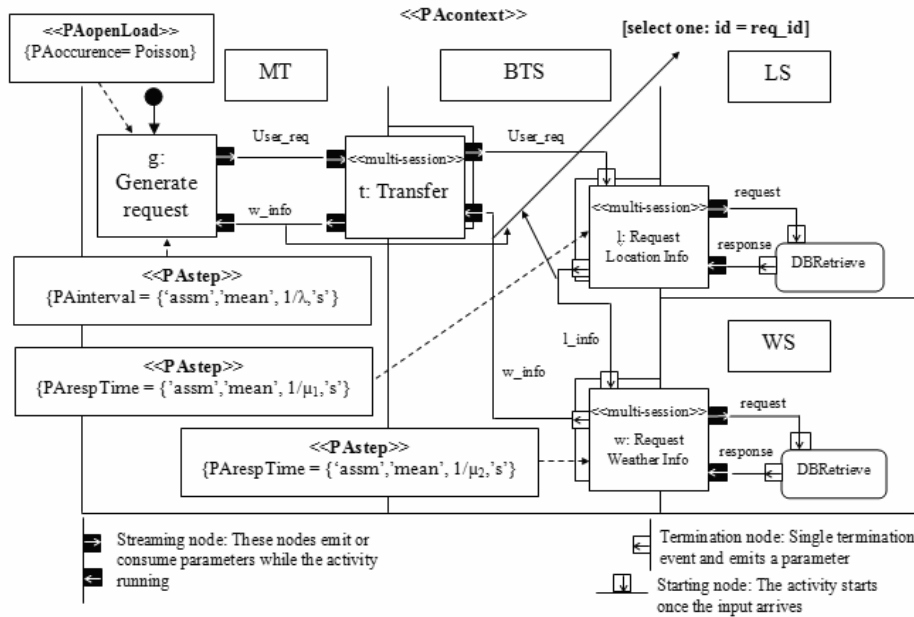 <<PAcontext>>
<<PAopenLoad>>
{PAoccurence= Poisson}
[select one: id = req_id]
MT
BTS
LS
g:
Generate
request
User_req
w_info
<<multi-session>>
t: Transfer
User_req
<<multi-session>>
l: Request
Location Info
request
response
DBRetrieve
<<PAstep>>
{PAinterval = {‘assm’,’mean’, 1/λ,’s’}
<<PAstep>>
{PArespTime = {’assm’,’mean’, 1/μ₁,’s’}
l_info
w_info
WS
<<PAstep>>
{PArespTime = {‘assm’,’mean’, 1/μ₂,’s’}
<<multi-session>>
w: Request
Weather Info
request
response
DBRetrieve
Streaming node: These nodes emit or
consume parameters while the activity
running
Termination node: Single termination
event and emits a parameter
Starting node: The activity starts
once the input arrives